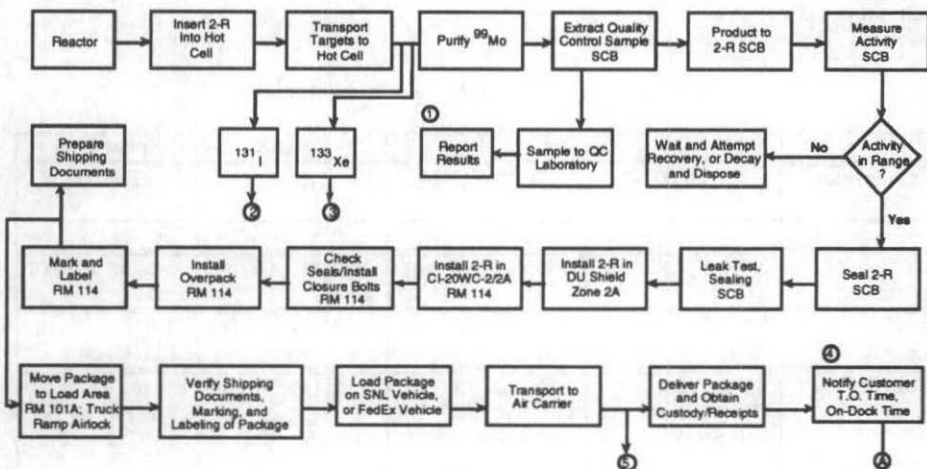 Reactor
Insert 2-R
Into Hot
Cell
Transport
Targets to
Hot Cell
Purify ⁹⁹Mo
Extract Quality
Control Sample
SCB
Product to
2-R SCB
Measure
Activity
SCB
1
Prepare
Shipping
Documents
131 I
133 Xe
Report
Results
Sample to QC
Laboratory
Wait and Attempt
Recovery, or Decay
and Dispose
No
Activity
in Range
?
2
3
Yes
Mark and
Label
RM 114
Install
Overpack
RM 114
Check
Seals/Install
Closure Bolts
RM 114
Install 2-R in
CI-20WC-2/2A
RM 114
Install 2-R in
DU Shield
Zone 2A
Leak Test,
Sealing
SCB
Seal 2-R
SCB
4
Move Package
to Load Area
RM 101A; Truck
Ramp Airlock
Verify Shipping
Documents,
Marking, and
Labeling of Package
Load Package
on SNL Vehicle,
or FedEx Vehicle
Transport to
Air Carrier
Deliver Package
and Obtain
Custody/Receipts
Notify Customer
T.O. Time,
On-Dock Time
5
A